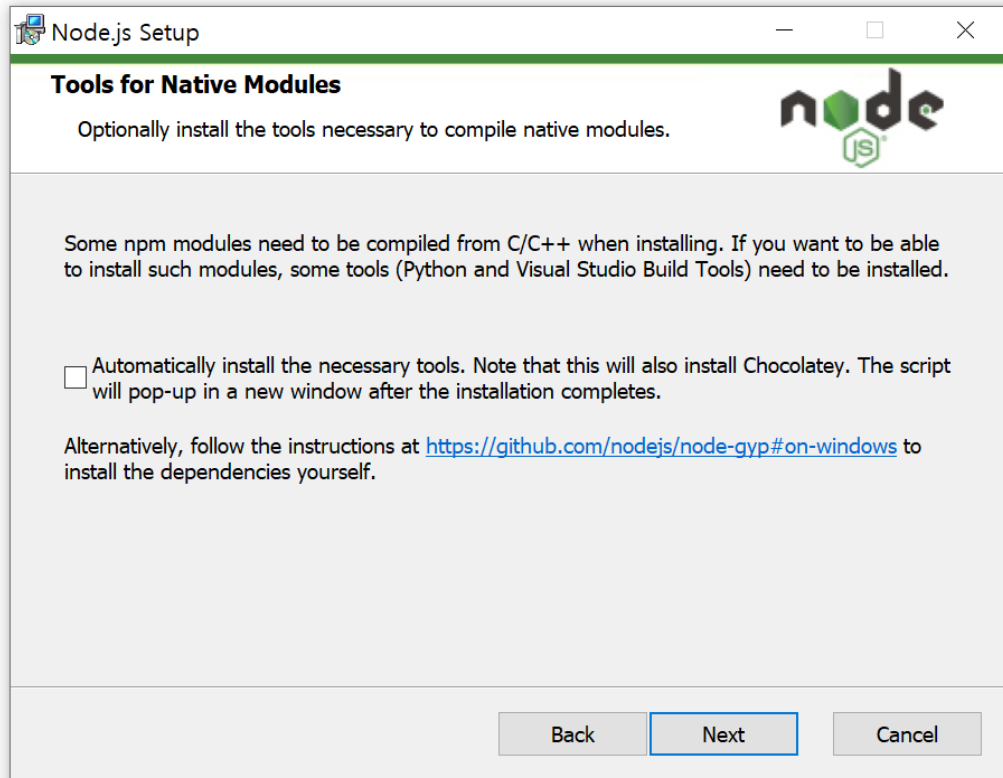 Node.js Setup
Tools for Native Modules
Optionally install the tools necessary to compile native modules.
node
JS
Some npm modules need to be compiled from C/C++ when installing. If you want to be able
to install such modules, some tools (Python and Visual Studio Build Tools) need to be installed.
Automatically install the necessary tools. Note that this will also install Chocolatey. The script
will pop-up in a new window after the installation completes.
Alternatively, follow the instructions at https://github.com/nodejs/node-gyp#on-windows to
install the dependencies yourself.
Back Next Cancel